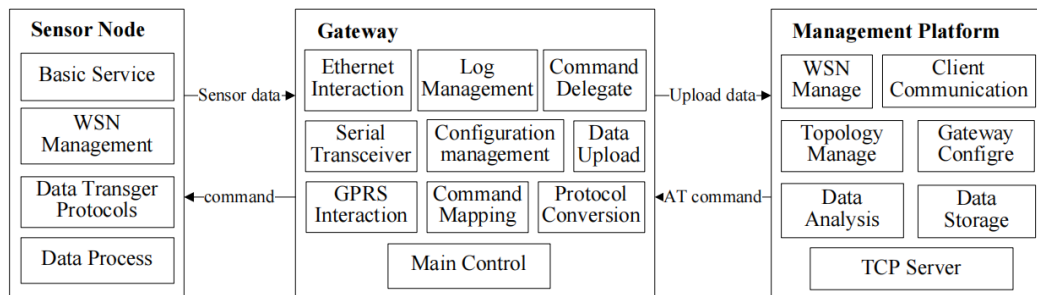 Sensor Node
Basic Service
WSN
Management
Data Transger
Protocols
Data Process
Sensor data
command
Gateway
Ethernet
Interaction
Log
Management
Command
Delegate
Serial
Transceiver
Configuration
management
Data
Upload
GPRS
Interaction
Command
Mapping
Protocol
Conversion
Main Control
Upload data
AT command
Management Platform
WSN
Manage
Client
Communication
Topology
Manage
Gateway
Configre
Data
Analysis
Data
Storage
TCP Server